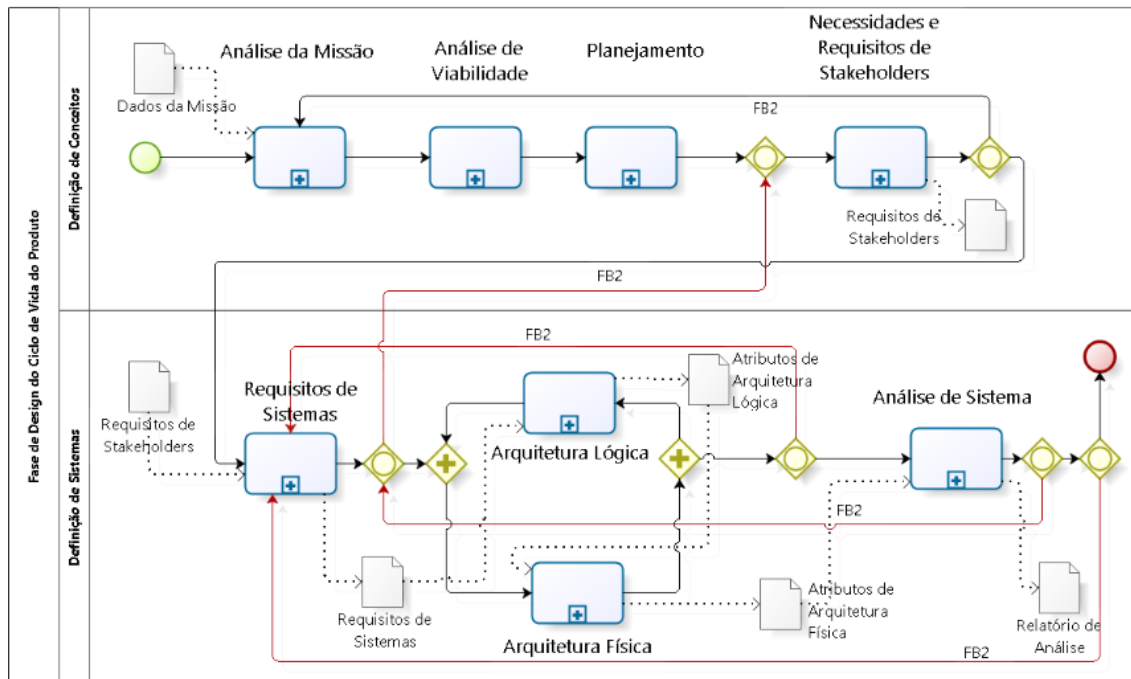 Fase de Design do Ciclo de Vida do Produto
Definição de Conceitos
Análise da Missão
Análise de
Viabilidade
Planejamento
Necessidades e
Requisitos de
Stakeholders
Dados da Missão
FB2
Requisitos de
Stakeholders
FB2
Definição de Sistemas
FB2
Requisitos de
Stakeholders
Requisitos de
Sistemas
Atributos de
Arquitetura
Lógica
Análise de Sistema
Arquitetura Lógica
FB2
Requisitos de
Sistemas
Arquitetura Física
Atributos de
Arquitetura
Física
Relatório de
Análise
FB2